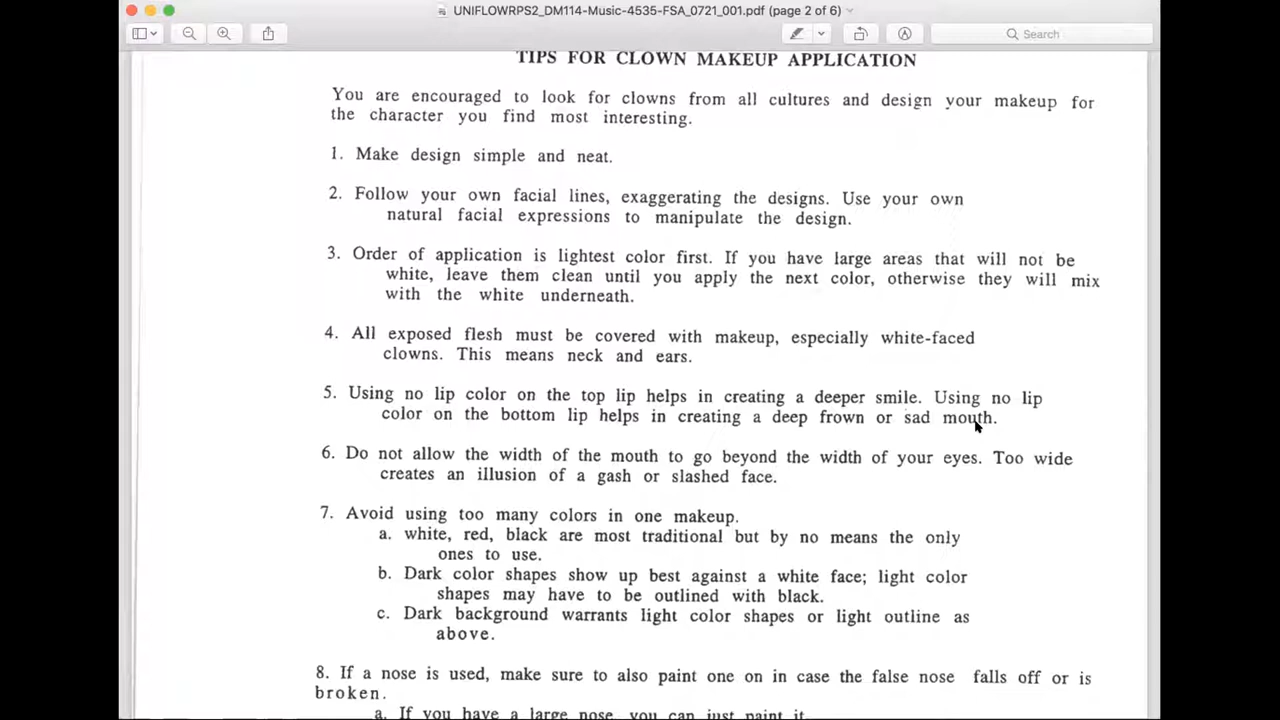 UNIFLOWRPS2_DM114-Music-4535-FSA_0721_001.pdf (page 2 of 6)
Search
TIPS FOR CLOWN MAKEUP APPLICATION
You are encouraged to look for clowns from all cultures and design your makeup for
the character you find most interesting.
1. Make design simple and neat.
2. Follow your own facial lines, exaggerating the designs. Use your own
natural facial expressions to manipulate the design.
3. Order of application is lightest color first. If you have large areas that will not be
white, leave them clean until you apply the next color, otherwise they will mix
with the white underneath.
4. All exposed flesh must be covered with makeup, especially white-faced
clowns. This means neck and ears.
5. Using no lip color on the top lip helps in creating a deeper smile. Using no lip
color on the bottom lip helps in creating a deep frown or sad mouth.
6. Do not allow the width of the mouth to go beyond the width of your eyes. Too wide
creates an illusion of a gash or slashed face.
7. Avoid using too many colors in one makeup.
a. white, red, black are most traditional but by no means the only
ones to use.
b. Dark color shapes show up best against a white face; light color
shapes may have to be outlined with black.
c. Dark background warrants light color shapes or light outline as
above.
8. If a nose is used, make sure to also paint one on in case the false nose falls off or is
broken.
a. If you have a large nose, you can just paint it.